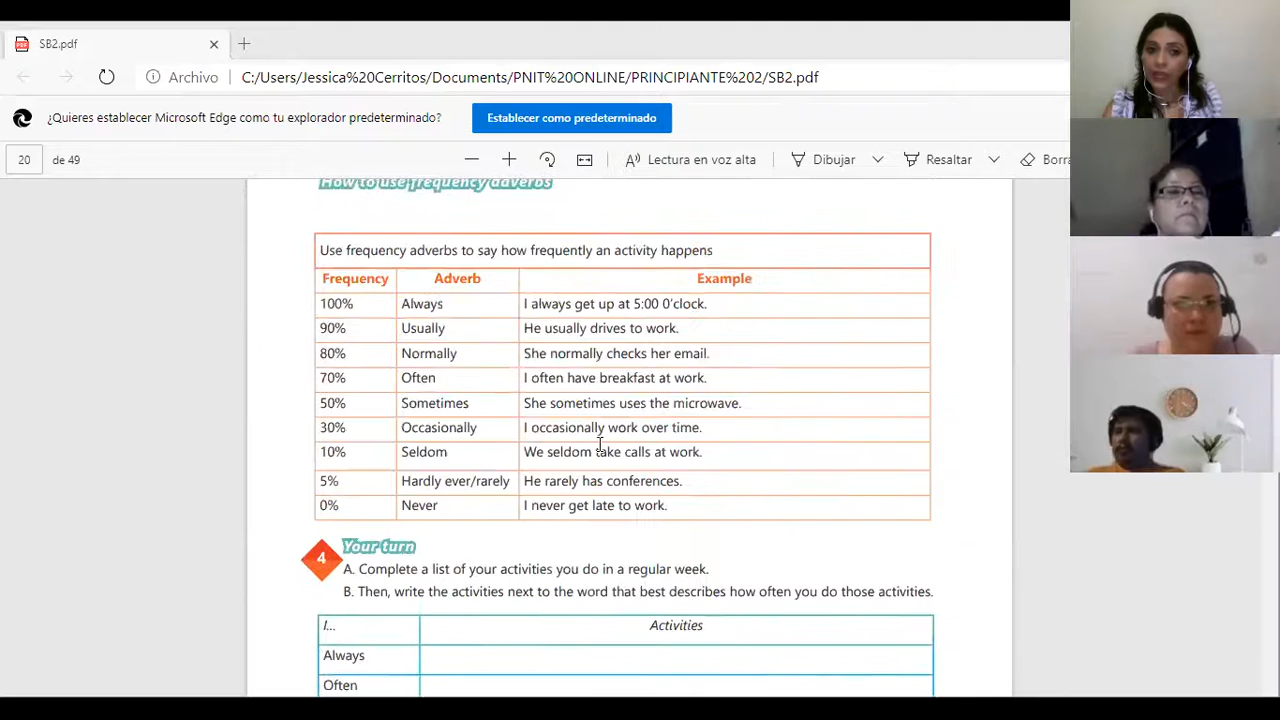 SB2.pdf
Archivo C:/Users/Jessica%20Cerritos/Documents/PNIT%20ONLINE/PRINCIPIANTE%202/SB2.pdf
¿Quieres establecer Microsoft Edge como tu explorador predeterminado? Establecer como predeterminado
20 de 49 Lectura en voz alta Dibujar Resaltar Borra
How to use frequency adverbs
Use frequency adverbs to say how frequently an activity happens
Frequency Adverb Example
100% Always I always get up at 5:00 0'clock.
90% Usually He usually drives to work.
80% Normally She normally checks her email.
70% Often I often have breakfast at work.
50% Sometimes She sometimes uses the microwave.
30% Occasionally I occasionally work over time.
10% Seldom We seldom take calls at work.
5% Hardly ever/rarely He rarely has conferences.
0% Never I never get late to work.
4 Your turn
A. Complete a list of your activities you do in a regular week.
B. Then, write the activities next to the word that best describes how often you do those activities.
I... Activities
Always
Often